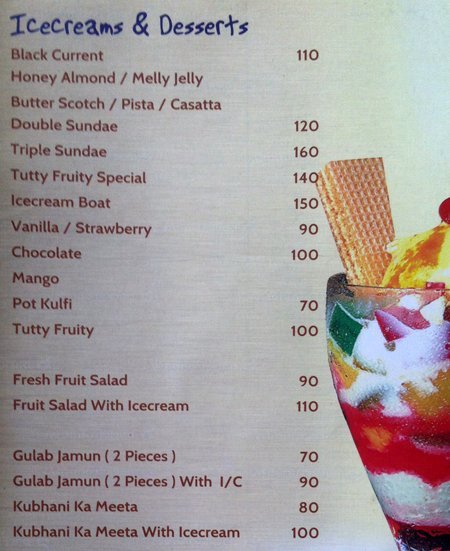 Icecreams & Desserts
Black Current 110
Honey Almond / Melly Jelly
Butter Scotch / Pista / Casatta
Double Sundae 120
Triple Sundae 160
Tutty Fruity Special 140
Icecream Boat 150
Vanilla / Strawberry 90
Chocolate 100
Mango
Pot Kulfi 70
Tutty Fruity 100
Fresh Fruit Salad 90
Fruit Salad With Icecream 110
Gulab Jamun ( 2 Pieces ) 70
Gulab Jamun ( 2 Pieces ) With I/C 90
Kubhani Ka Meeta 80
Kubhani Ka Meeta With Icecream 100